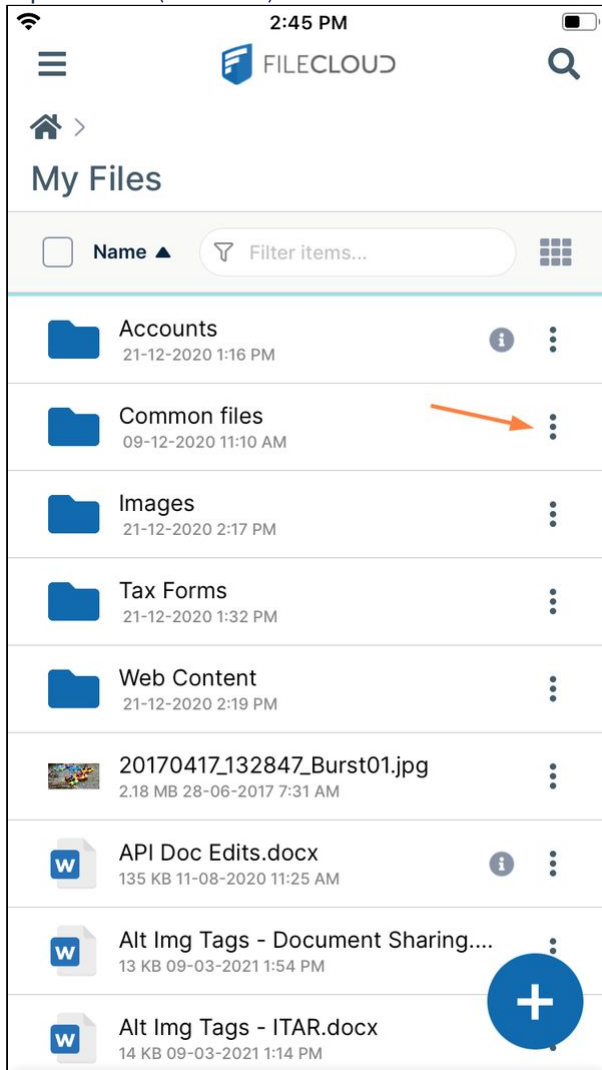 2:45 PM
FILECLOUD
My Files
Name ▲ Filter items...
Accounts
21-12-2020 1:16 PM
Common files
09-12-2020 11:10 AM
Images
21-12-2020 2:17 PM
Tax Forms
21-12-2020 1:32 PM
Web Content
21-12-2020 2:19 PM
20170417_132847_Burst01.jpg
2.18 MB 28-06-2017 7:31 AM
W
API Doc Edits.docx
135 KB 11-08-2020 11:25 AM
W
Alt Img Tags - Document Sharing....
13 KB 09-03-2021 1:54 PM
W
Alt Img Tags - ITAR.docx
14 KB 09-03-2021 1:14 PM